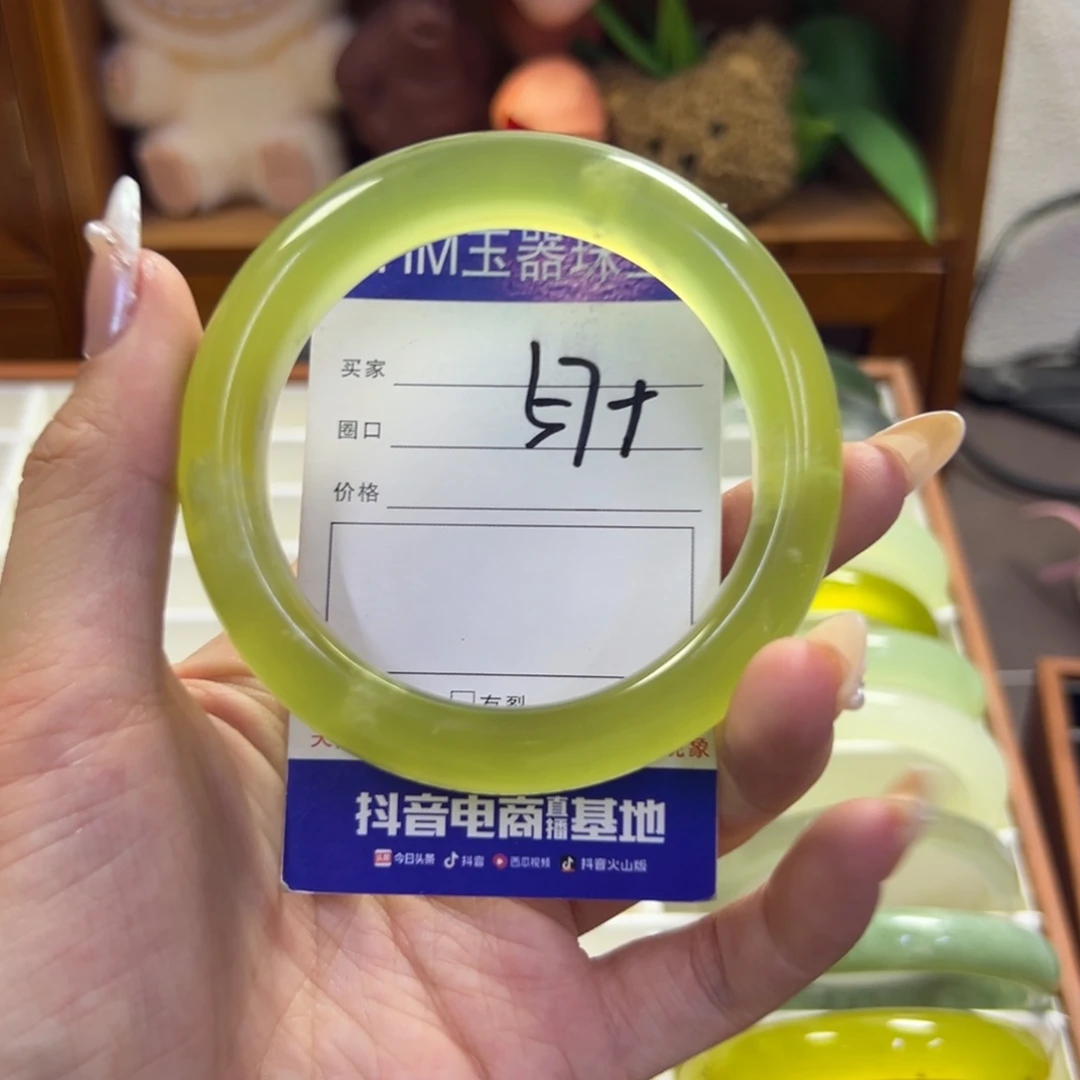 玉器珠
买家
圈口
57+
价格
有裂
抖音电商直播基地
今日头条 抖音 西瓜视频 抖音火山版